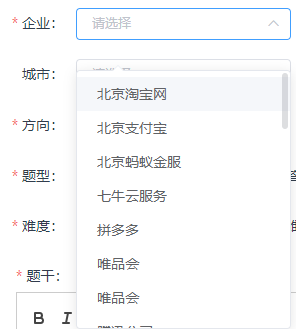 * 企业: 请选择
城市:
北京淘宝网
* 方向: 北京支付宝
北京蚂蚁金服
* 题型:
七牛云服务
* 难度: 拼多多
唯品会
* 题干:
唯品会
B I